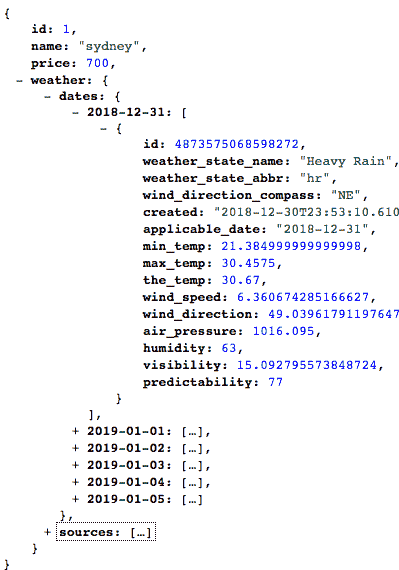 {
id: 1,
name: "sydney",
price: 700,
- weather: {
- dates: {
- 2018-12-31: [
- {
id: 4873575068598272,
weather_state_name: "Heavy Rain",
weather_state_abbr: "hr",
wind_direction_compass: "NE",
created: "2018-12-30T23:53:10.610
applicable_date: "2018-12-31",
min_temp: 21.384999999999998,
max_temp: 30.4575,
the_temp: 30.67,
wind_speed: 6.360674285166627,
wind_direction: 49.03961791197647
air_pressure: 1016.095,
humidity: 63,
visibility: 15.092795573848724,
predictability: 77
}
],
+ 2019-01-01: […],
+ 2019-01-02: […],
+ 2019-01-03: […],
+ 2019-01-04: […],
+ 2019-01-05: […]
},
+ sources: […]
}
}